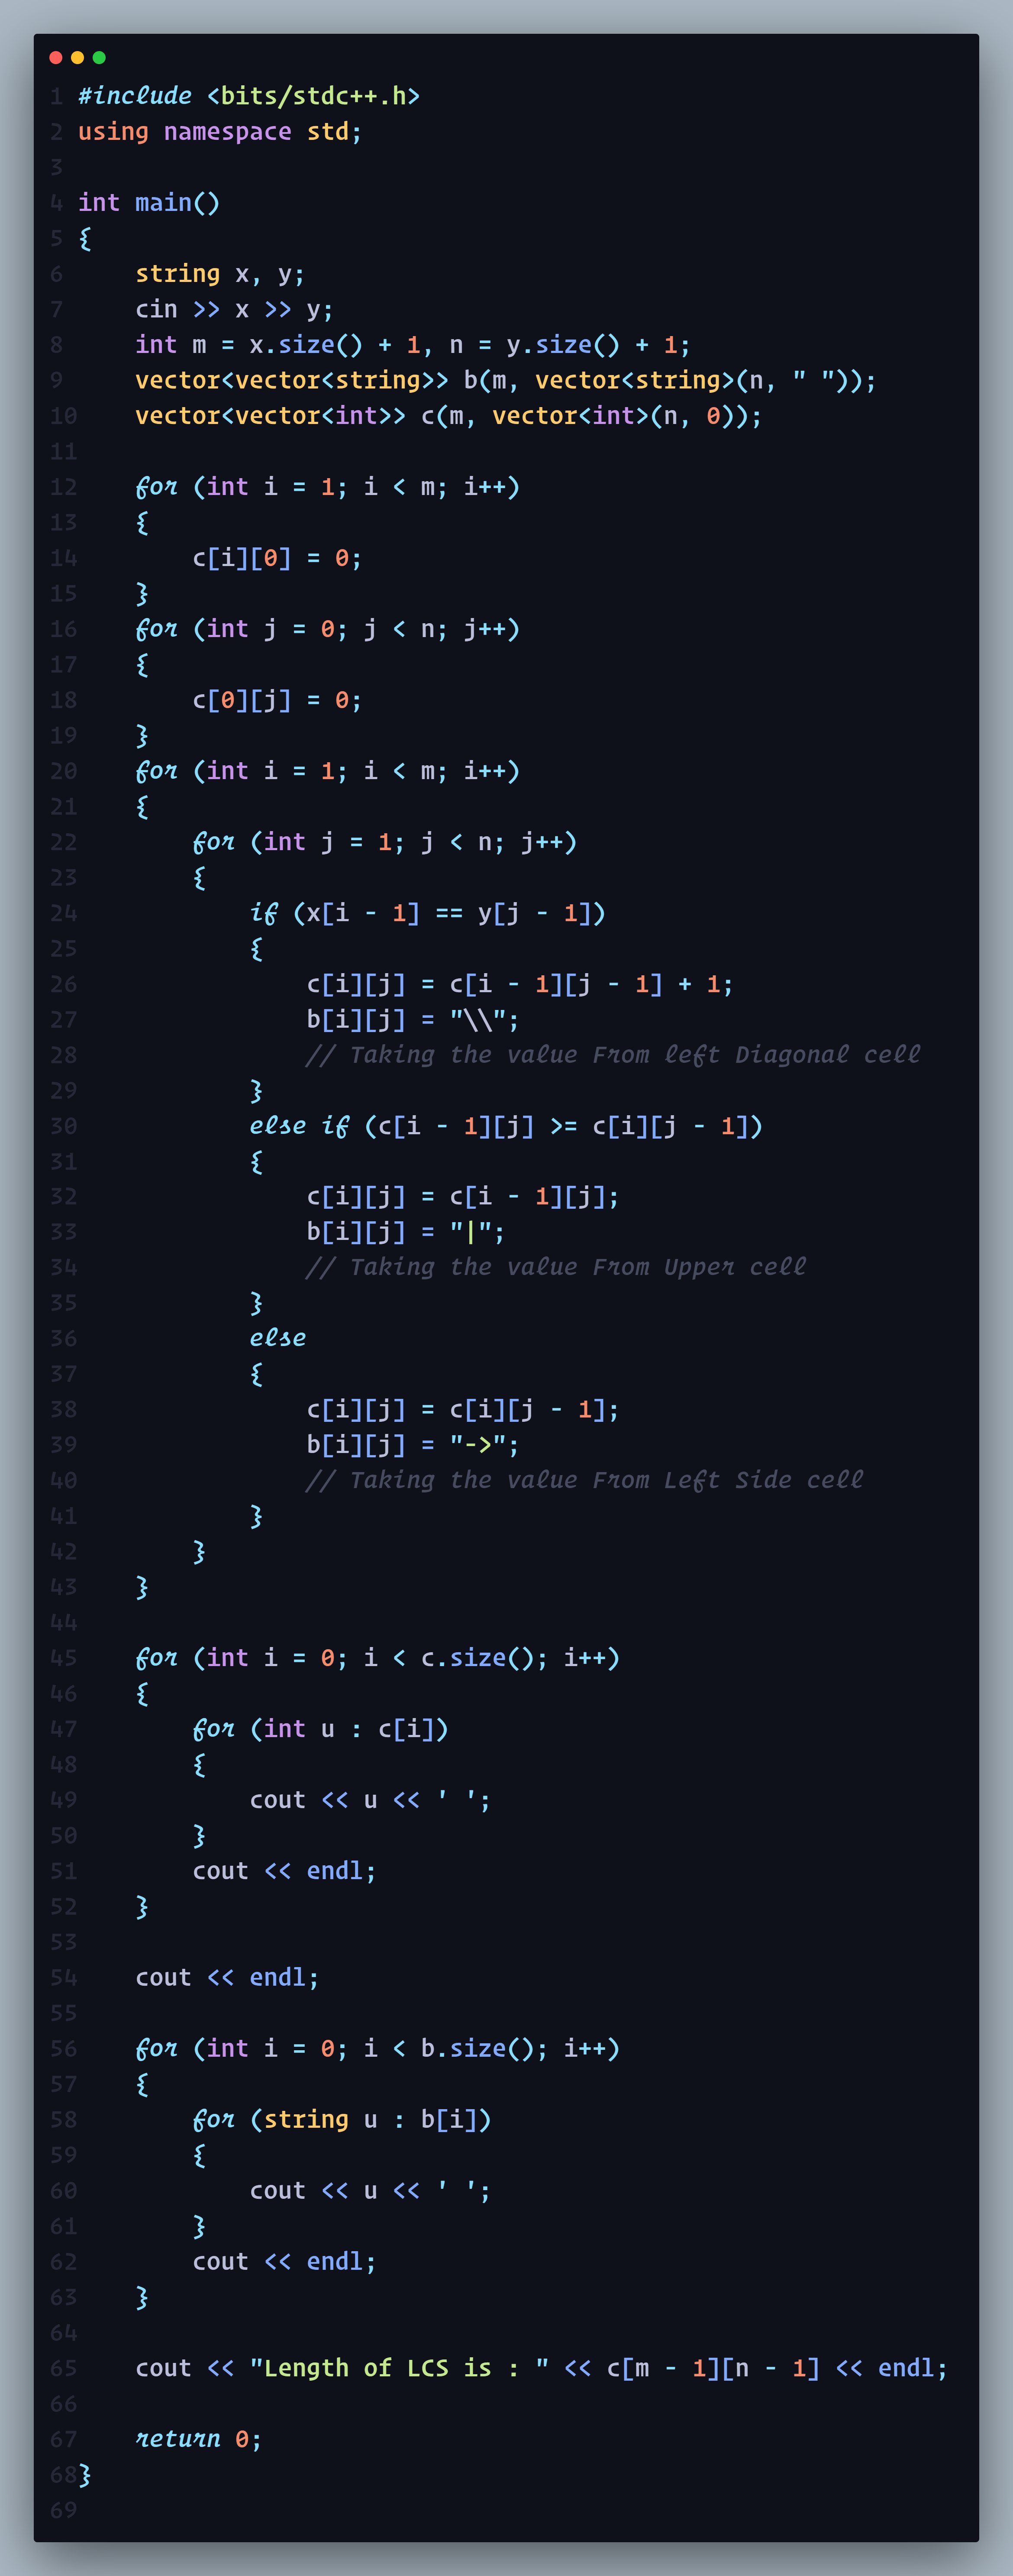 1 #include <bits/stdc++.h>
2 using namespace std;
3
4 int main()
5 {
6     string x, y;
7     cin >> x >> y;
8     int m = x.size() + 1, n = y.size() + 1;
9     vector<vector<string>> b(m, vector<string>(n, " "));
10     vector<vector<int>> c(m, vector<int>(n, 0));
11
12     for (int i = 1; i < m; i++)
13     {
14         c[i][0] = 0;
15     }
16     for (int j = 0; j < n; j++)
17     {
18         c[0][j] = 0;
19     }
20     for (int i = 1; i < m; i++)
21     {
22         for (int j = 1; j < n; j++)
23         {
24             if (x[i - 1] == y[j - 1])
25             {
26                 c[i][j] = c[i - 1][j - 1] + 1;
27                 b[i][j] = "\\";
28                 // Taking the value From left Diagonal cell
29             }
30             else if (c[i - 1][j] >= c[i][j - 1])
31             {
32                 c[i][j] = c[i - 1][j];
33                 b[i][j] = "|";
34                 // Taking the value From Upper cell
35             }
36             else
37             {
38                 c[i][j] = c[i][j - 1];
39                 b[i][j] = "->";
40                 // Taking the value From Left Side cell
41             }
42         }
43     }
44
45     for (int i = 0; i < c.size(); i++)
46     {
47         for (int u : c[i])
48         {
49             cout << u << ' ';
50         }
51         cout << endl;
52     }
53
54     cout << endl;
55
56     for (int i = 0; i < b.size(); i++)
57     {
58         for (string u : b[i])
59         {
60             cout << u << ' ';
61         }
62         cout << endl;
63     }
64
65     cout << "Length of LCS is : " << c[m - 1][n - 1] << endl;
66
67     return 0;
68 }
69